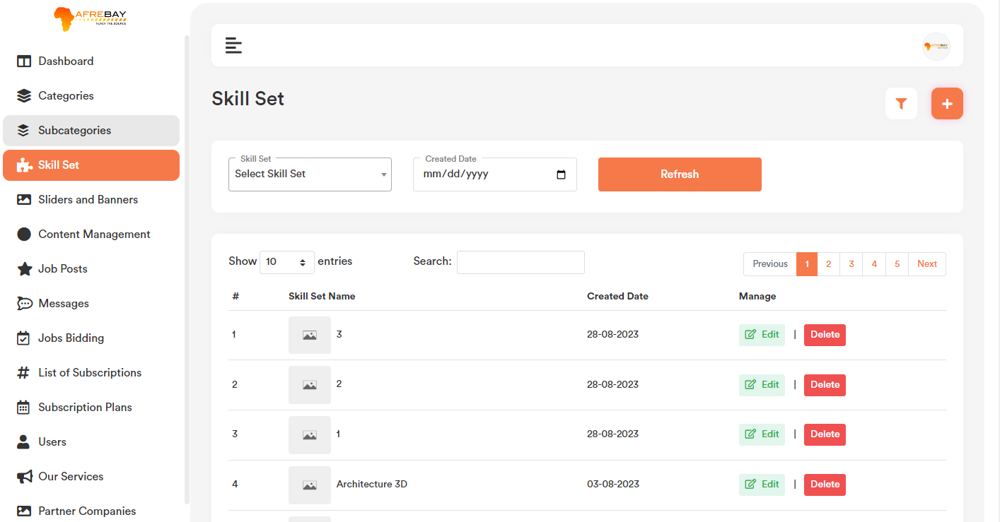 AFREBAY
REACH THE SOURCE
Dashboard
Categories
Subcategories
Skill Set
Sliders and Banners
Content Management
Job Posts
Messages
Jobs Bidding
List of Subscriptions
Subscription Plans
Users
Our Services
Partner Companies
AFREBAY
Skill Set
Skill Set
Select Skill Set
Created Date
mm/dd/yyyy
Refresh
Show 10 entries
Search:
Previous 1 2 3 4 5 Next
# Skill Set Name Created Date Manage
1 3 28-08-2023 Edit | Delete
2 2 28-08-2023 Edit | Delete
3 1 28-08-2023 Edit | Delete
4 Architecture 3D 03-08-2023 Edit | Delete